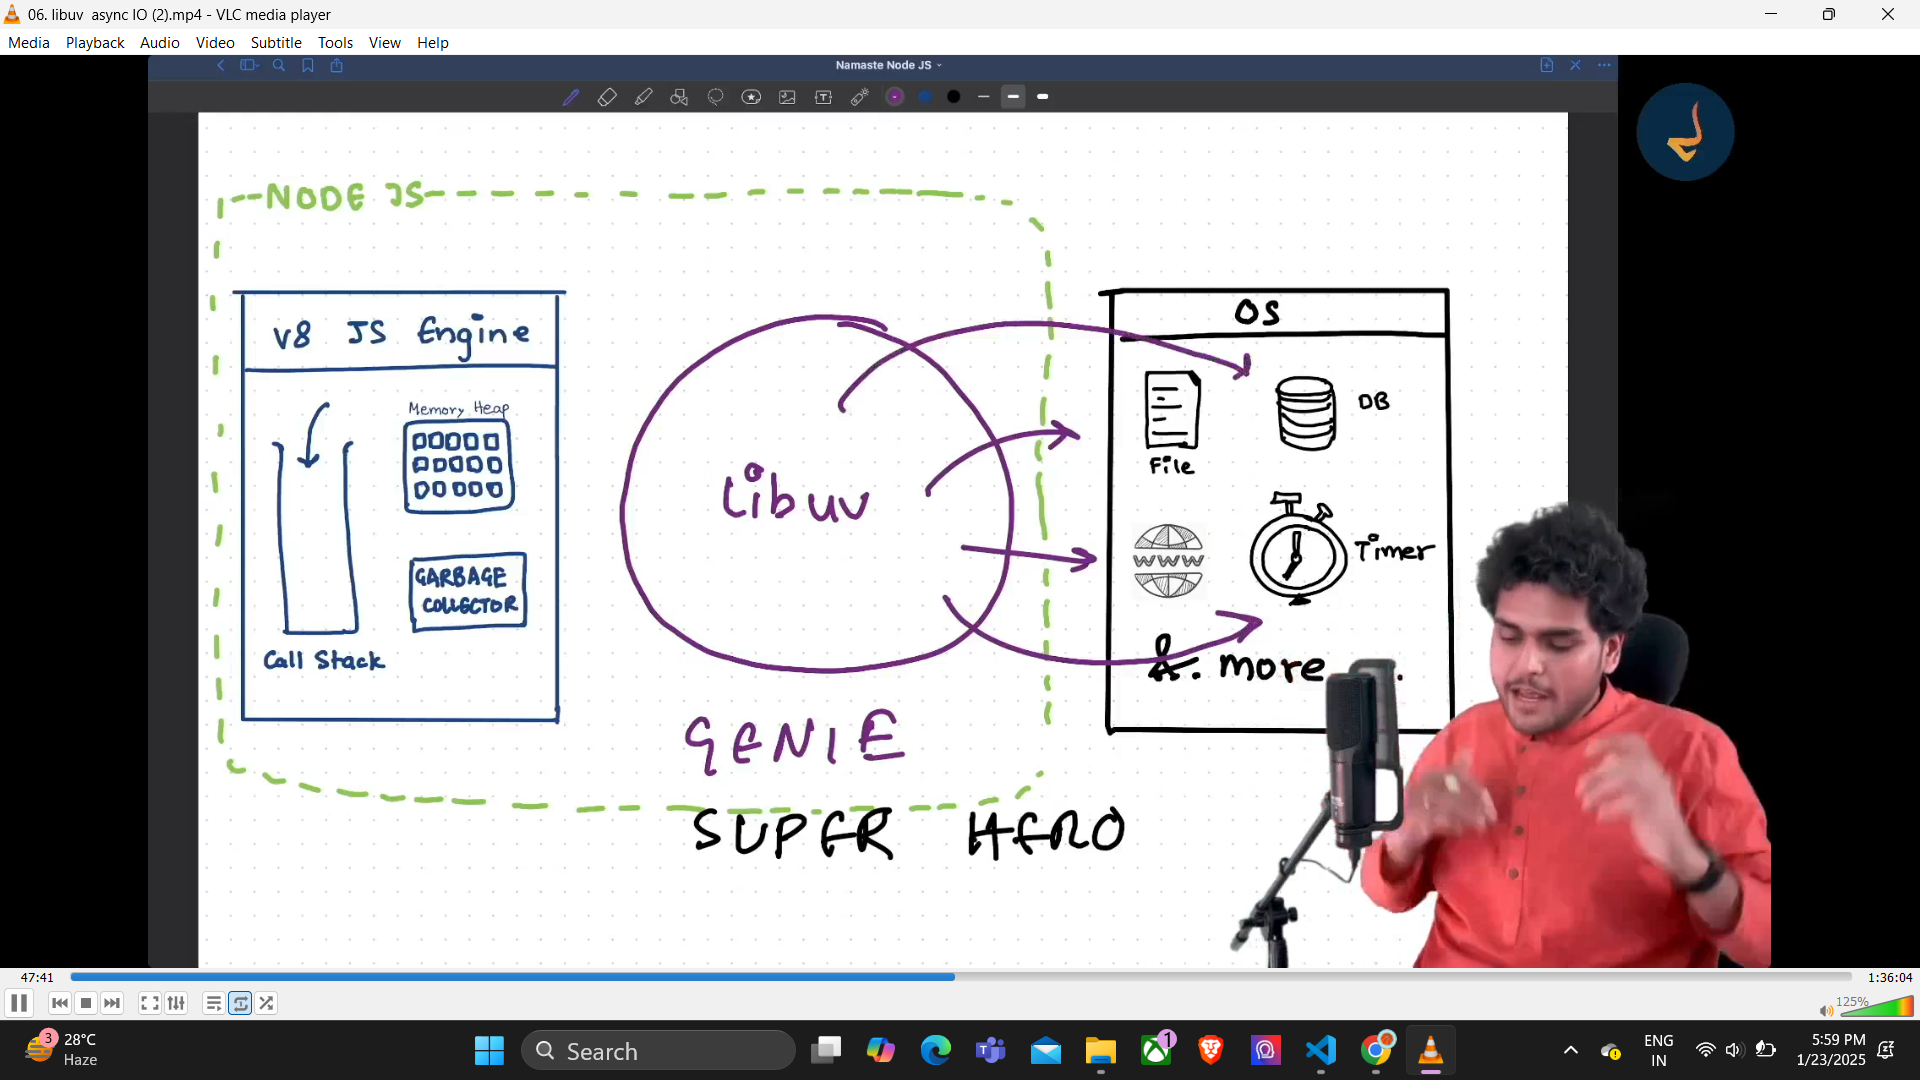 06. libuv  async IO (2).mp4 - VLC media player
Media Playback Audio Video Subtitle Tools View Help
Namaste Node JS
NODE JS
V8 JS Engine
Memory Heap
GARBAGE
COLLECTOR
Call Stack
Libuv
GENIE
SUPER HERO
OS
File
DB
WWW
Timer
&. more ..
47:41
1:36:04
125%
3
28°C
Haze
Search
1
ENG
IN
5:59 PM
1/23/2025